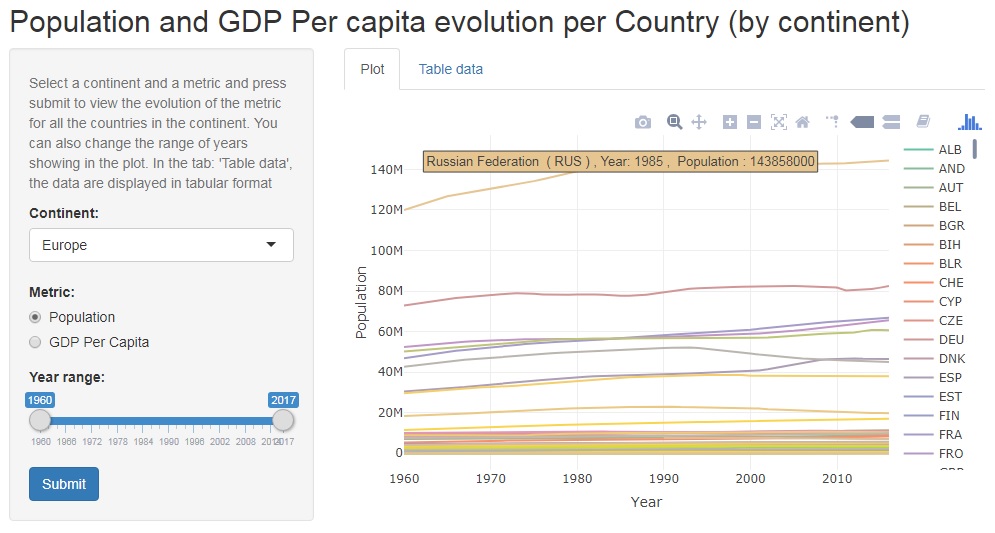 Population and GDP Per capita evolution per Country (by continent)
Select a continent and a metric and press
submit to view the evolution of the metric
for all the countries in the continent. You
can also change the range of years
showing in the plot. In the tab: 'Table data',
the data are displayed in tabular format
Continent:
Europe
Metric:
Population
GDP Per Capita
Year range:
1960 2017
1960 1966 1972 1978 1984 1990 1996 2002 2008 2017
Submit
Plot Table data
Russian Federation ( RUS ) , Year: 1985 , Population : 143858000
140M
120M
100M
80M
60M
40M
20M
0
Population
1960 1970 1980 1990 2000 2010
Year
ALB
AND
AUT
BEL
BGR
BIH
BLR
CHE
CYP
CZE
DEU
DNK
ESP
EST
FIN
FRA
FRO